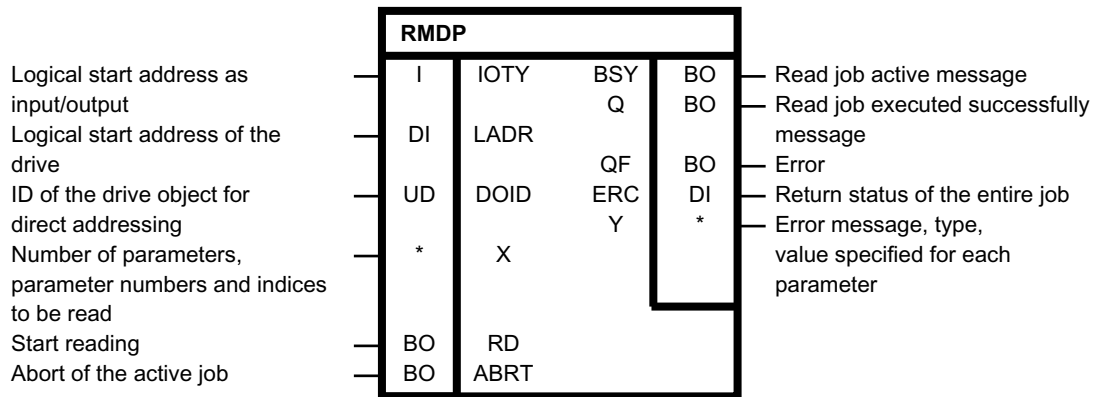 RMDP
Logical start address as I IOTY BSY BO Read job active message
input/output Q BO Read job executed successfully
Logical start address of the DI LADR message
drive QF BO Error
ID of the drive object for UD DOID ERC DI Return status of the entire job
direct addressing Y * Error message, type,
Number of parameters, * X value specified for each
parameter numbers and indices parameter
to be read
Start reading BO RD
Abort of the active job BO ABRT